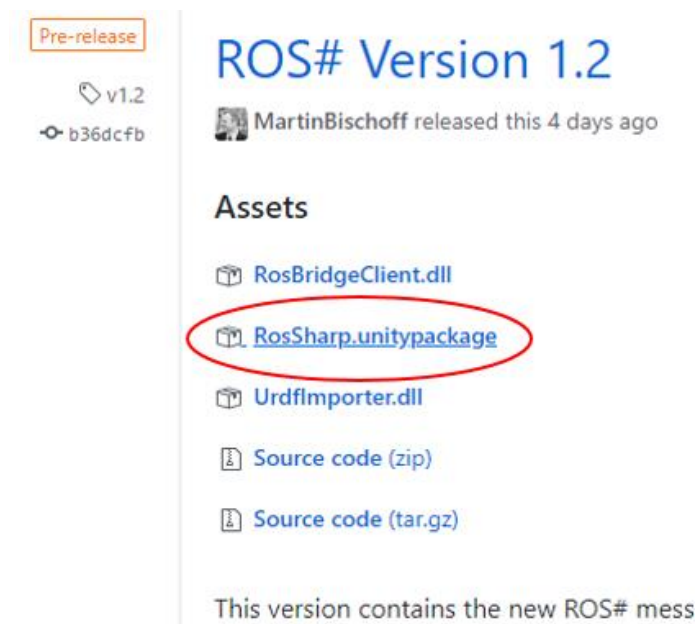 Pre-release
v1.2
b36dcfb
ROS# Version 1.2
MartinBischoff released this 4 days ago
Assets
RosBridgeClient.dll
RosSharp.unitypackage
UrdfImporter.dll
Source code (zip)
Source code (tar.gz)
This version contains the new ROS# mess